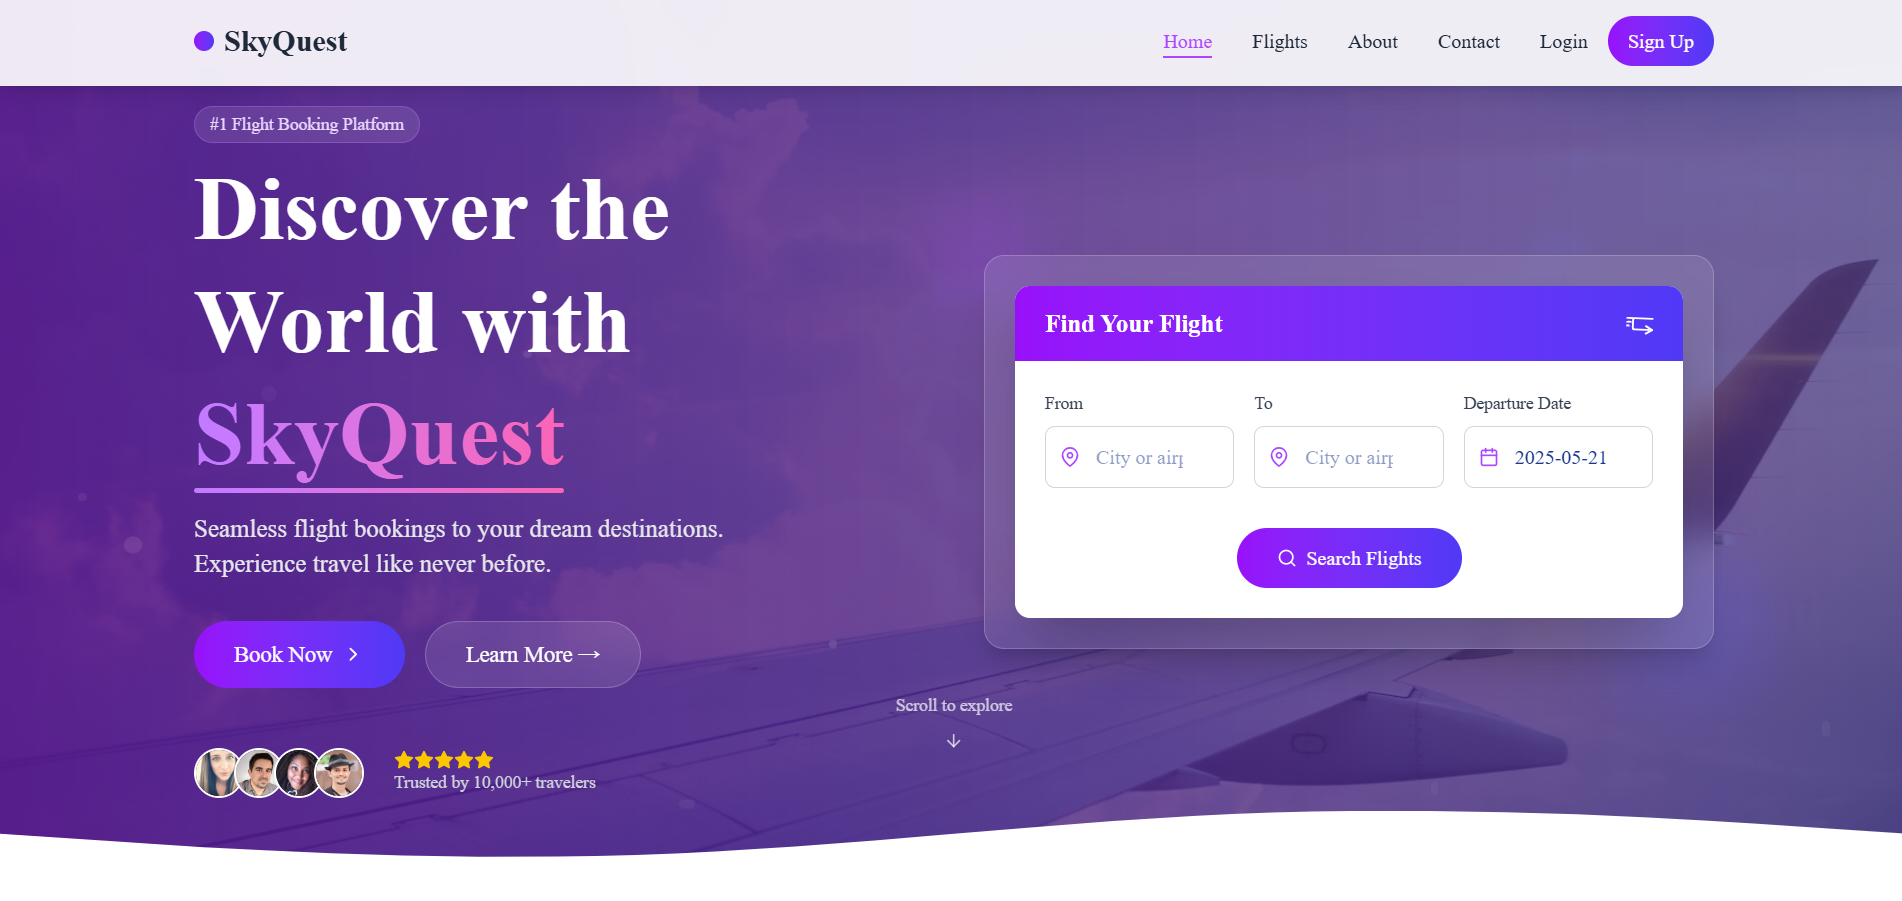 SkyQuest
Home
Flights
About
Contact
Login
Sign Up
#1 Flight Booking Platform
Discover the
World with
SkyQuest
Seamless flight bookings to your dream destinations.
Experience travel like never before.
Book Now
Learn More →
Trusted by 10,000+ travelers
Find Your Flight
From
To
Departure Date
City or airp
City or airp
2025-05-21
Search Flights
Scroll to explore